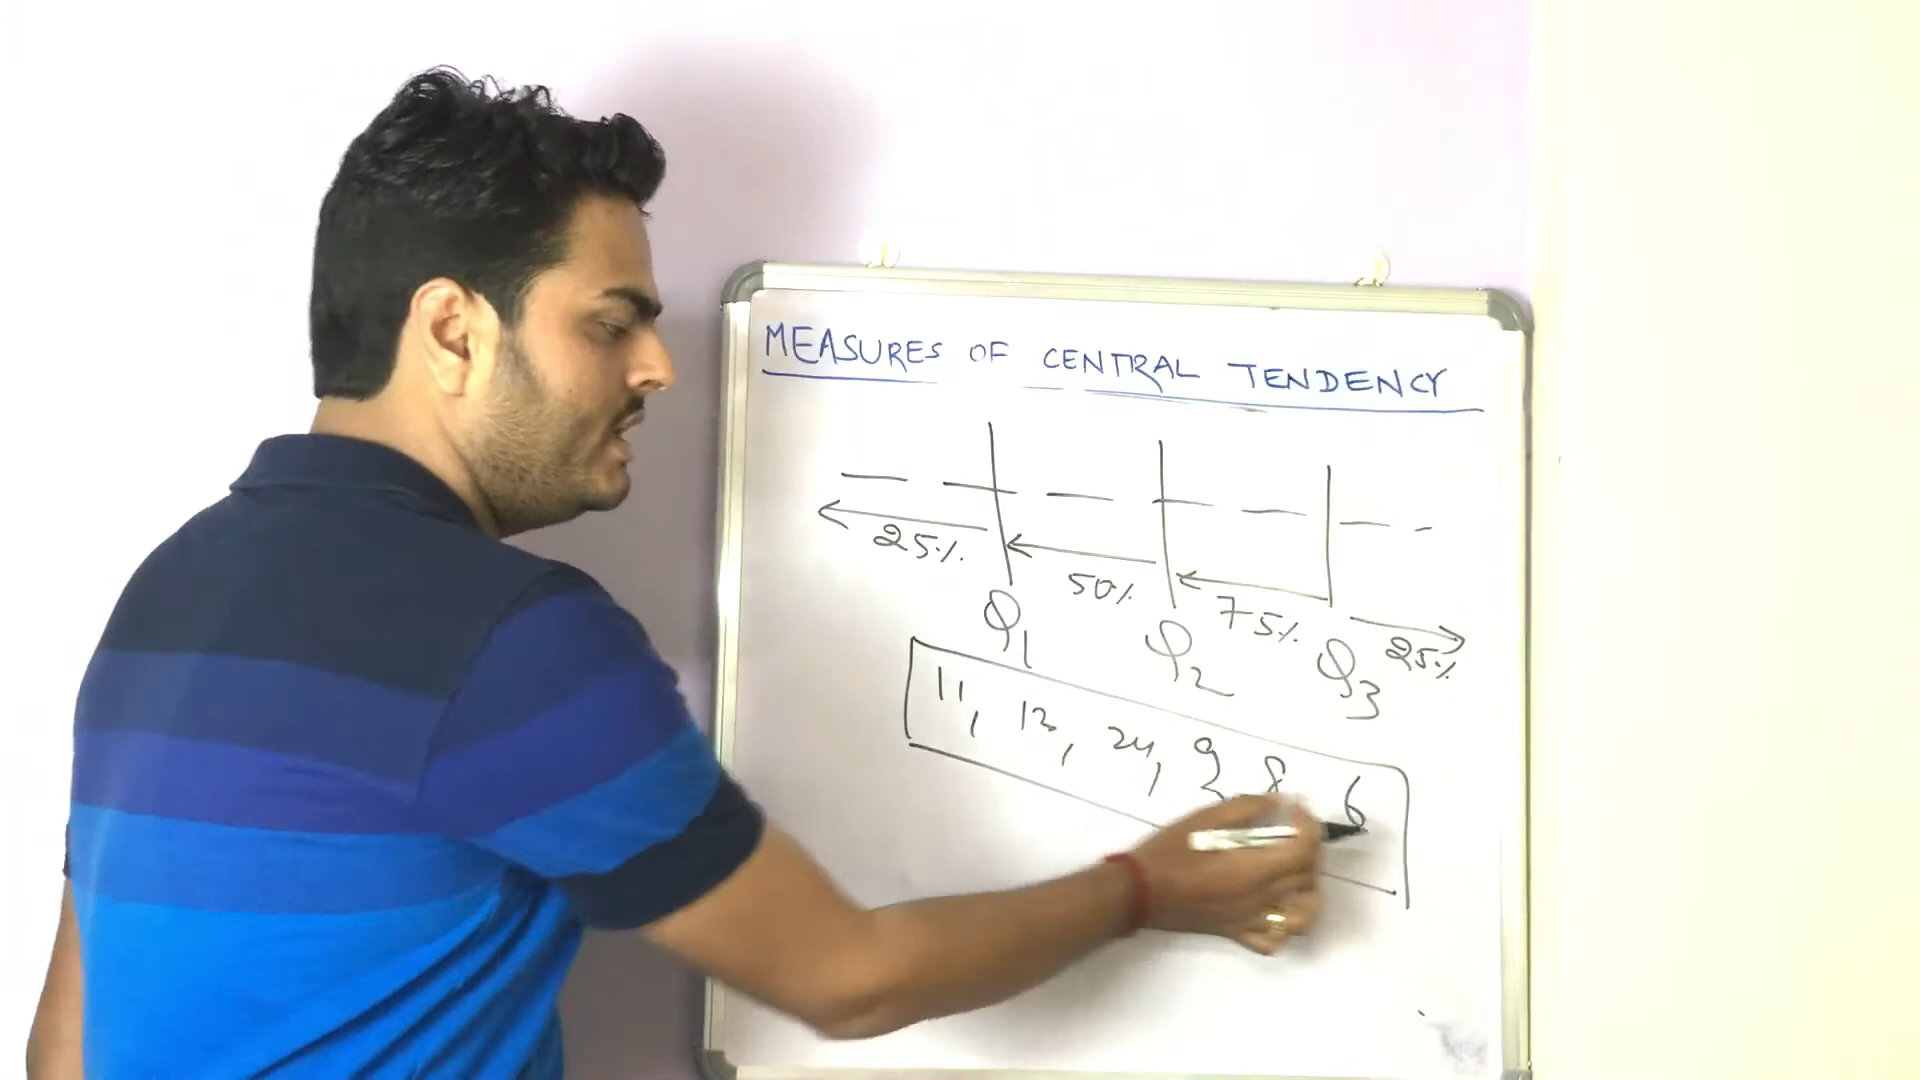 MEASURES OF CENTRAL TENDENCY
25% 50% 75% 25%
Q1 Q2 Q3
11, 12, 24, 9, 8 6